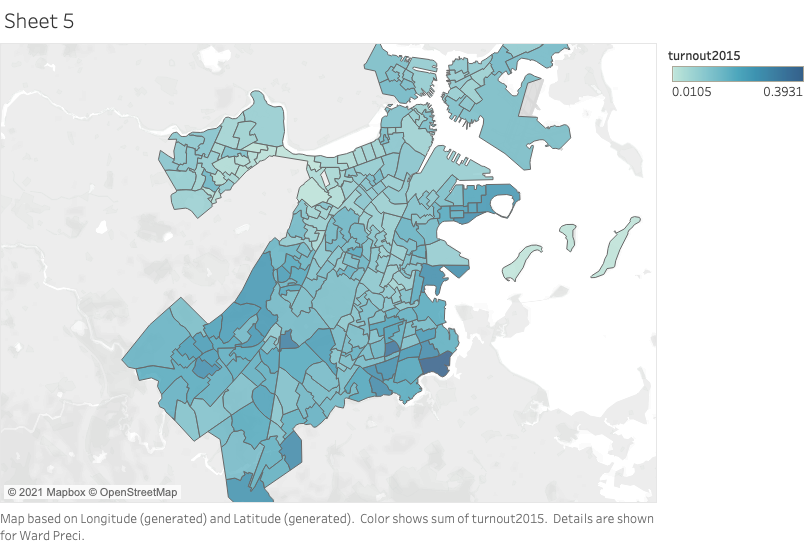 Sheet 5
turnout2015
0.0105 0.3931
© 2021 Mapbox © OpenStreetMap
Map based on Longitude (generated) and Latitude (generated).  Color shows sum of turnout2015.  Details are shown
for Ward Preci.